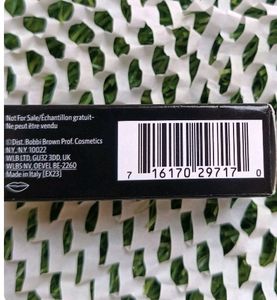 Not For Sale/Échantillon gratuit-
Ne peut être vendu
©Dist. Bobbi Brown Prof. Cosmetics
N.Y., N.Y. 10022
WLB LTD, GU32 3DD, UK
WLBS NV, OEVEL BE-2260
Made in Italy [EX23]
7 16170 29717 0